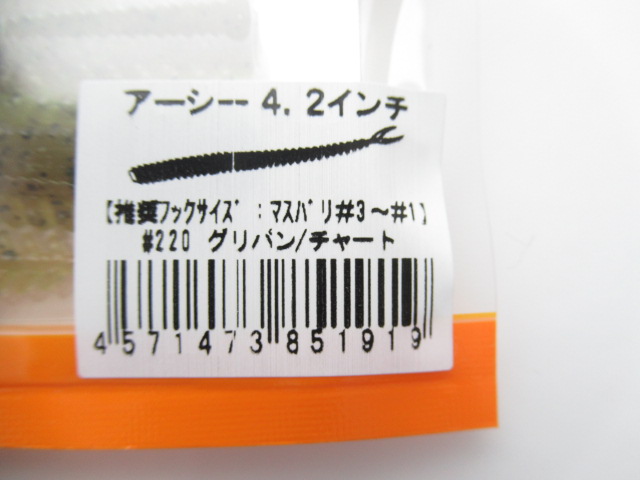 アーシー 4.2インチ
【推奨フックサイズ：マスバリ#3～#1】
#220 グリパン/チャート
4571473851919